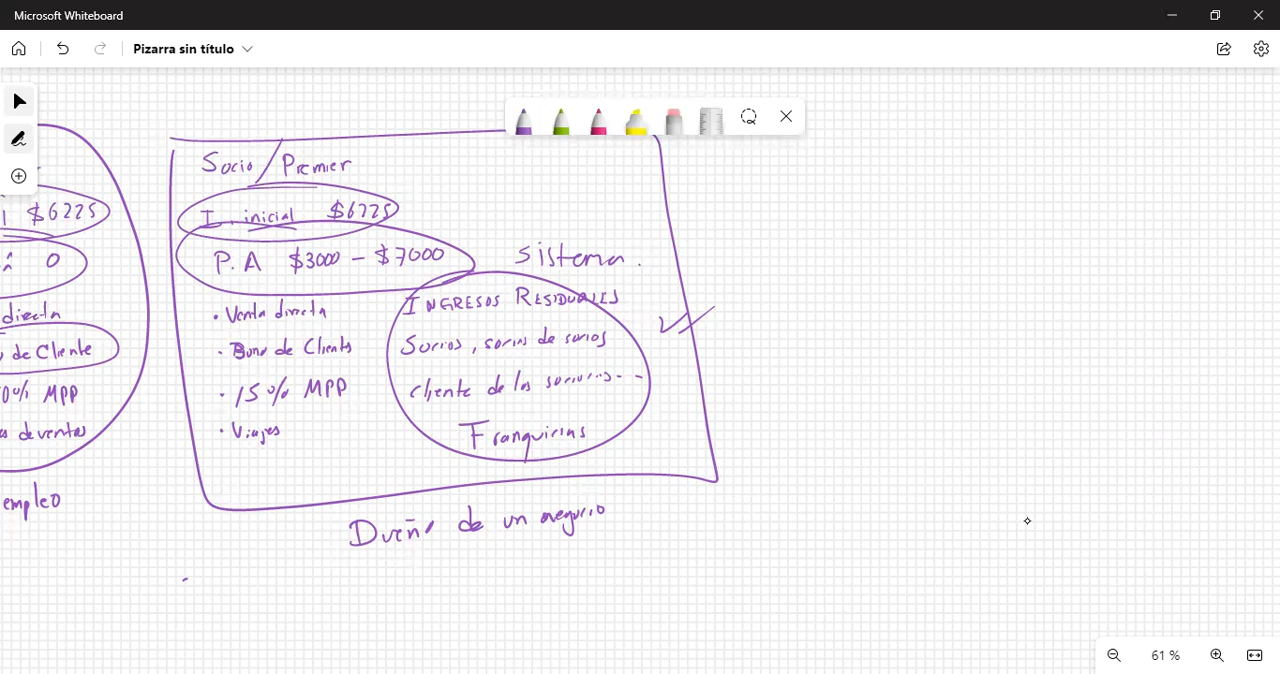 Microsoft Whiteboard
Pizarra sin título
$6225
0
directa
de Cliente
0% MPP
s de ventas
empleo
Socio / Premier
I. inicial $6725
P.A $3000 - $7000
• Venta directa
• Bono de Cliente
• 15% MPP
• Viajes
Sistema.
INGRESOS RESIDUALES
Socios, socios de socios
cliente de los socios...
Franquicias
Dueño de un negocio
61 %